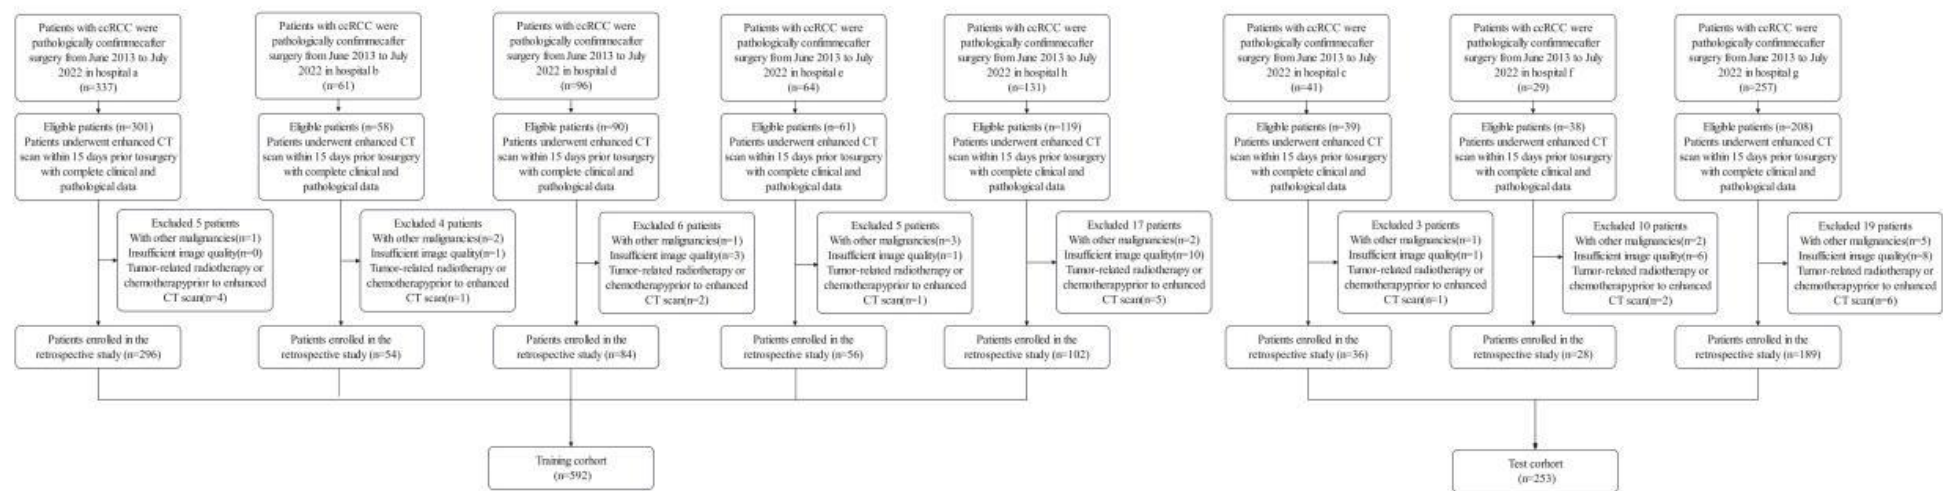 Patients with ccRCC were
pathologically confimmecafter
surgery from June 2013 to July
2022 in hospital a
(n=337)
Patients with ccRCC were
pathologically confimmecafter
surgery from June 2013 to July
2022 in hospital b
(n=61)
Patients with ccRCC were
pathologically confimmecafter
surgery from June 2013 to July
2022 in hospital d
(n=96)
Patients with ccRCC were
pathologically confimmecafter
surgery from June 2013 to July
2022 in hospital e
(n=64)
Patients with ccRCC were
pathologically confimmecafter
surgery from June 2013 to July
2022 in hospital h
(n=131)
Patients with ccRCC were
pathologically confimmecafter
surgery from June 2013 to July
2022 in hospital c
(n=41)
Patients with ccRCC were
pathologically confimmecafter
surgery from June 2013 to July
2022 in hospital f
(n=29)
Patients with ccRCC were
pathologically confimmecafter
surgery from June 2013 to July
2022 in hospital g
(n=257)
Eligible patients (n=301)
Patients underwent enhanced CT
scan within 15 days prior tosurgery
with complete clinical and
pathological data
Eligible patients (n=58)
Patients underwent enhanced CT
scan within 15 days prior tosurgery
with complete clinical and
pathological data
Eligible patients (n=90)
Patients underwent enhanced CT
scan within 15 days prior tosurgery
with complete clinical and
pathological data
Eligible patients (n=61)
Patients underwent enhanced CT
scan within 15 days prior tosurgery
with complete clinical and
pathological data
Eligible patients (n=119)
Patients underwent enhanced CT
scan within 15 days prior tosurgery
with complete clinical and
pathological data
Eligible patients (n=39)
Patients underwent enhanced CT
scan within 15 days prior tosurgery
with complete clinical and
pathological data
Eligible patients (n=38)
Patients underwent enhanced CT
scan within 15 days prior tosurgery
with complete clinical and
pathological data
Eligible patients (n=208)
Patients underwent enhanced CT
scan within 15 days prior tosurgery
with complete clinical and
pathological data
Excluded 5 patients
With other malignancies(n=1)
Insufficient image quality(n=0)
Tumor-related radiotherapy or
chemotherapyprior to enhanced
CT scan(n=4)
Excluded 4 patients
With other malignancies(n=2)
Insufficient image quality(n=1)
Tumor-related radiotherapy or
chemotherapyprior to enhanced
CT scan(n=1)
Excluded 6 patients
With other malignancies(n=1)
Insufficient image quality(n=3)
Tumor-related radiotherapy or
chemotherapyprior to enhanced
CT scan(n=2)
Excluded 5 patients
With other malignancies(n=3)
Insufficient image quality(n=1)
Tumor-related radiotherapy or
chemotherapyprior to enhanced
CT scan(n=1)
Excluded 17 patients
With other malignancies(n=2)
Insufficient image quality(n=10)
Tumor-related radiotherapy or
chemotherapyprior to enhanced
CT scan(n=5)
Excluded 3 patients
With other malignancies(n=1)
Insufficient image quality(n=1)
Tumor-related radiotherapy or
chemotherapyprior to enhanced
CT scan(n=1)
Excluded 10 patients
With other malignancies(n=2)
Insufficient image quality(n=6)
Tumor-related radiotherapy or
chemotherapyprior to enhanced
CT scan(n=2)
Excluded 19 patients
With other malignancies(n=5)
Insufficient image quality(n=8)
Tumor-related radiotherapy or
chemotherapyprior to enhanced
CT scan(n=6)
Patients enrolled in the
retrospective study (n=296)
Patients enrolled in the
retrospective study (n=54)
Patients enrolled in the
retrospective study (n=84)
Patients enrolled in the
retrospective study (n=56)
Patients enrolled in the
retrospective study (n=102)
Patients enrolled in the
retrospective study (n=36)
Patients enrolled in the
retrospective study (n=28)
Patients enrolled in the
retrospective study (n=189)
Training corhort
(n=592)
Test corhort
(n=253)